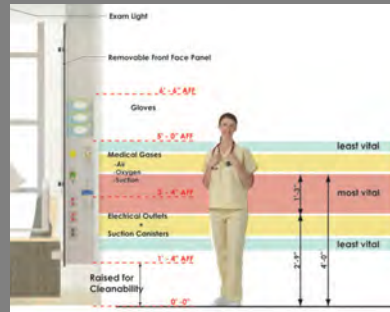 Exam Light
Removable Front Face Panel
6' - 6" AFF
Gloves
5' - 0" AFF
least vital
Medical Gases
-Air
-Oxygen
-Suction
most vital
3' - 4" AFF
1'-3"
Electrical Outlets
+
Suction Canisters
least vital
1' - 4" AFF
2'-9"
4'-0"
Raised for
Cleanability
0' -0"